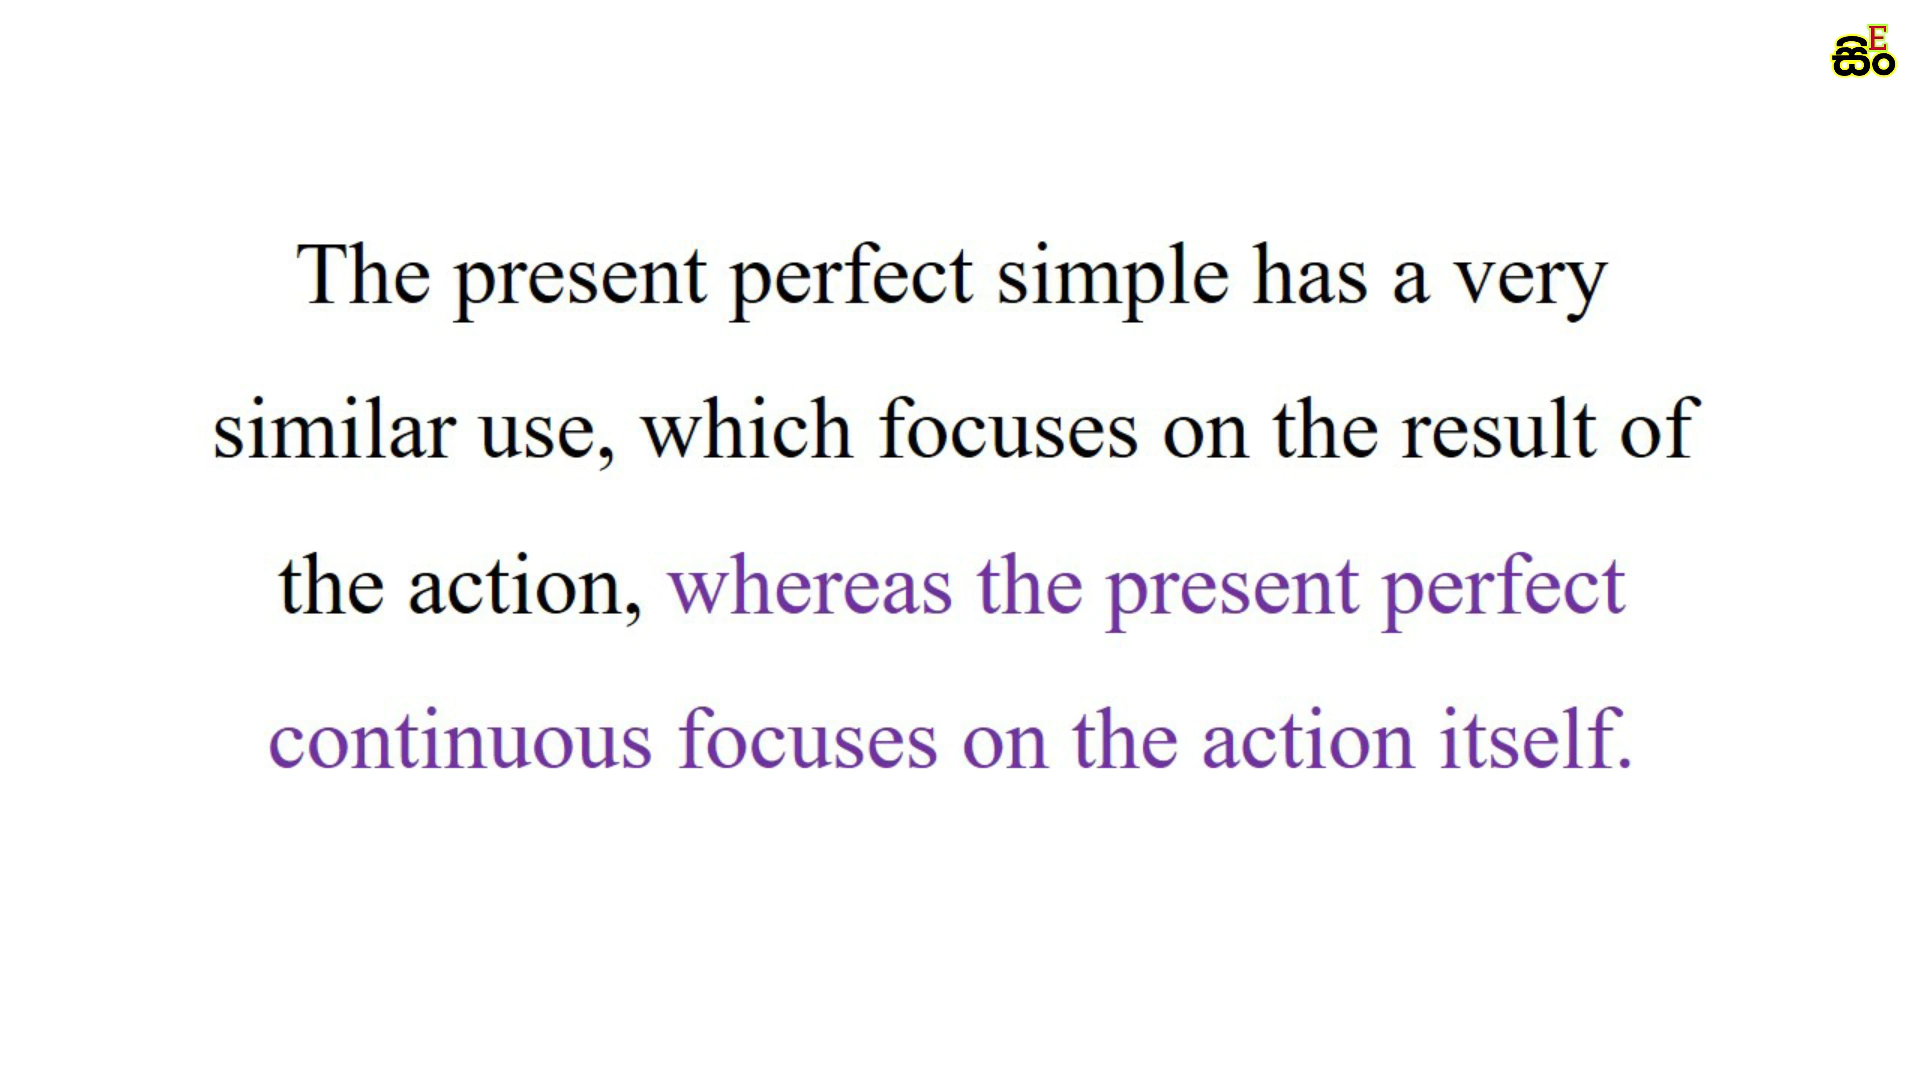 සිං E
The present perfect simple has a very
similar use, which focuses on the result of
the action, whereas the present perfect
continuous focuses on the action itself.